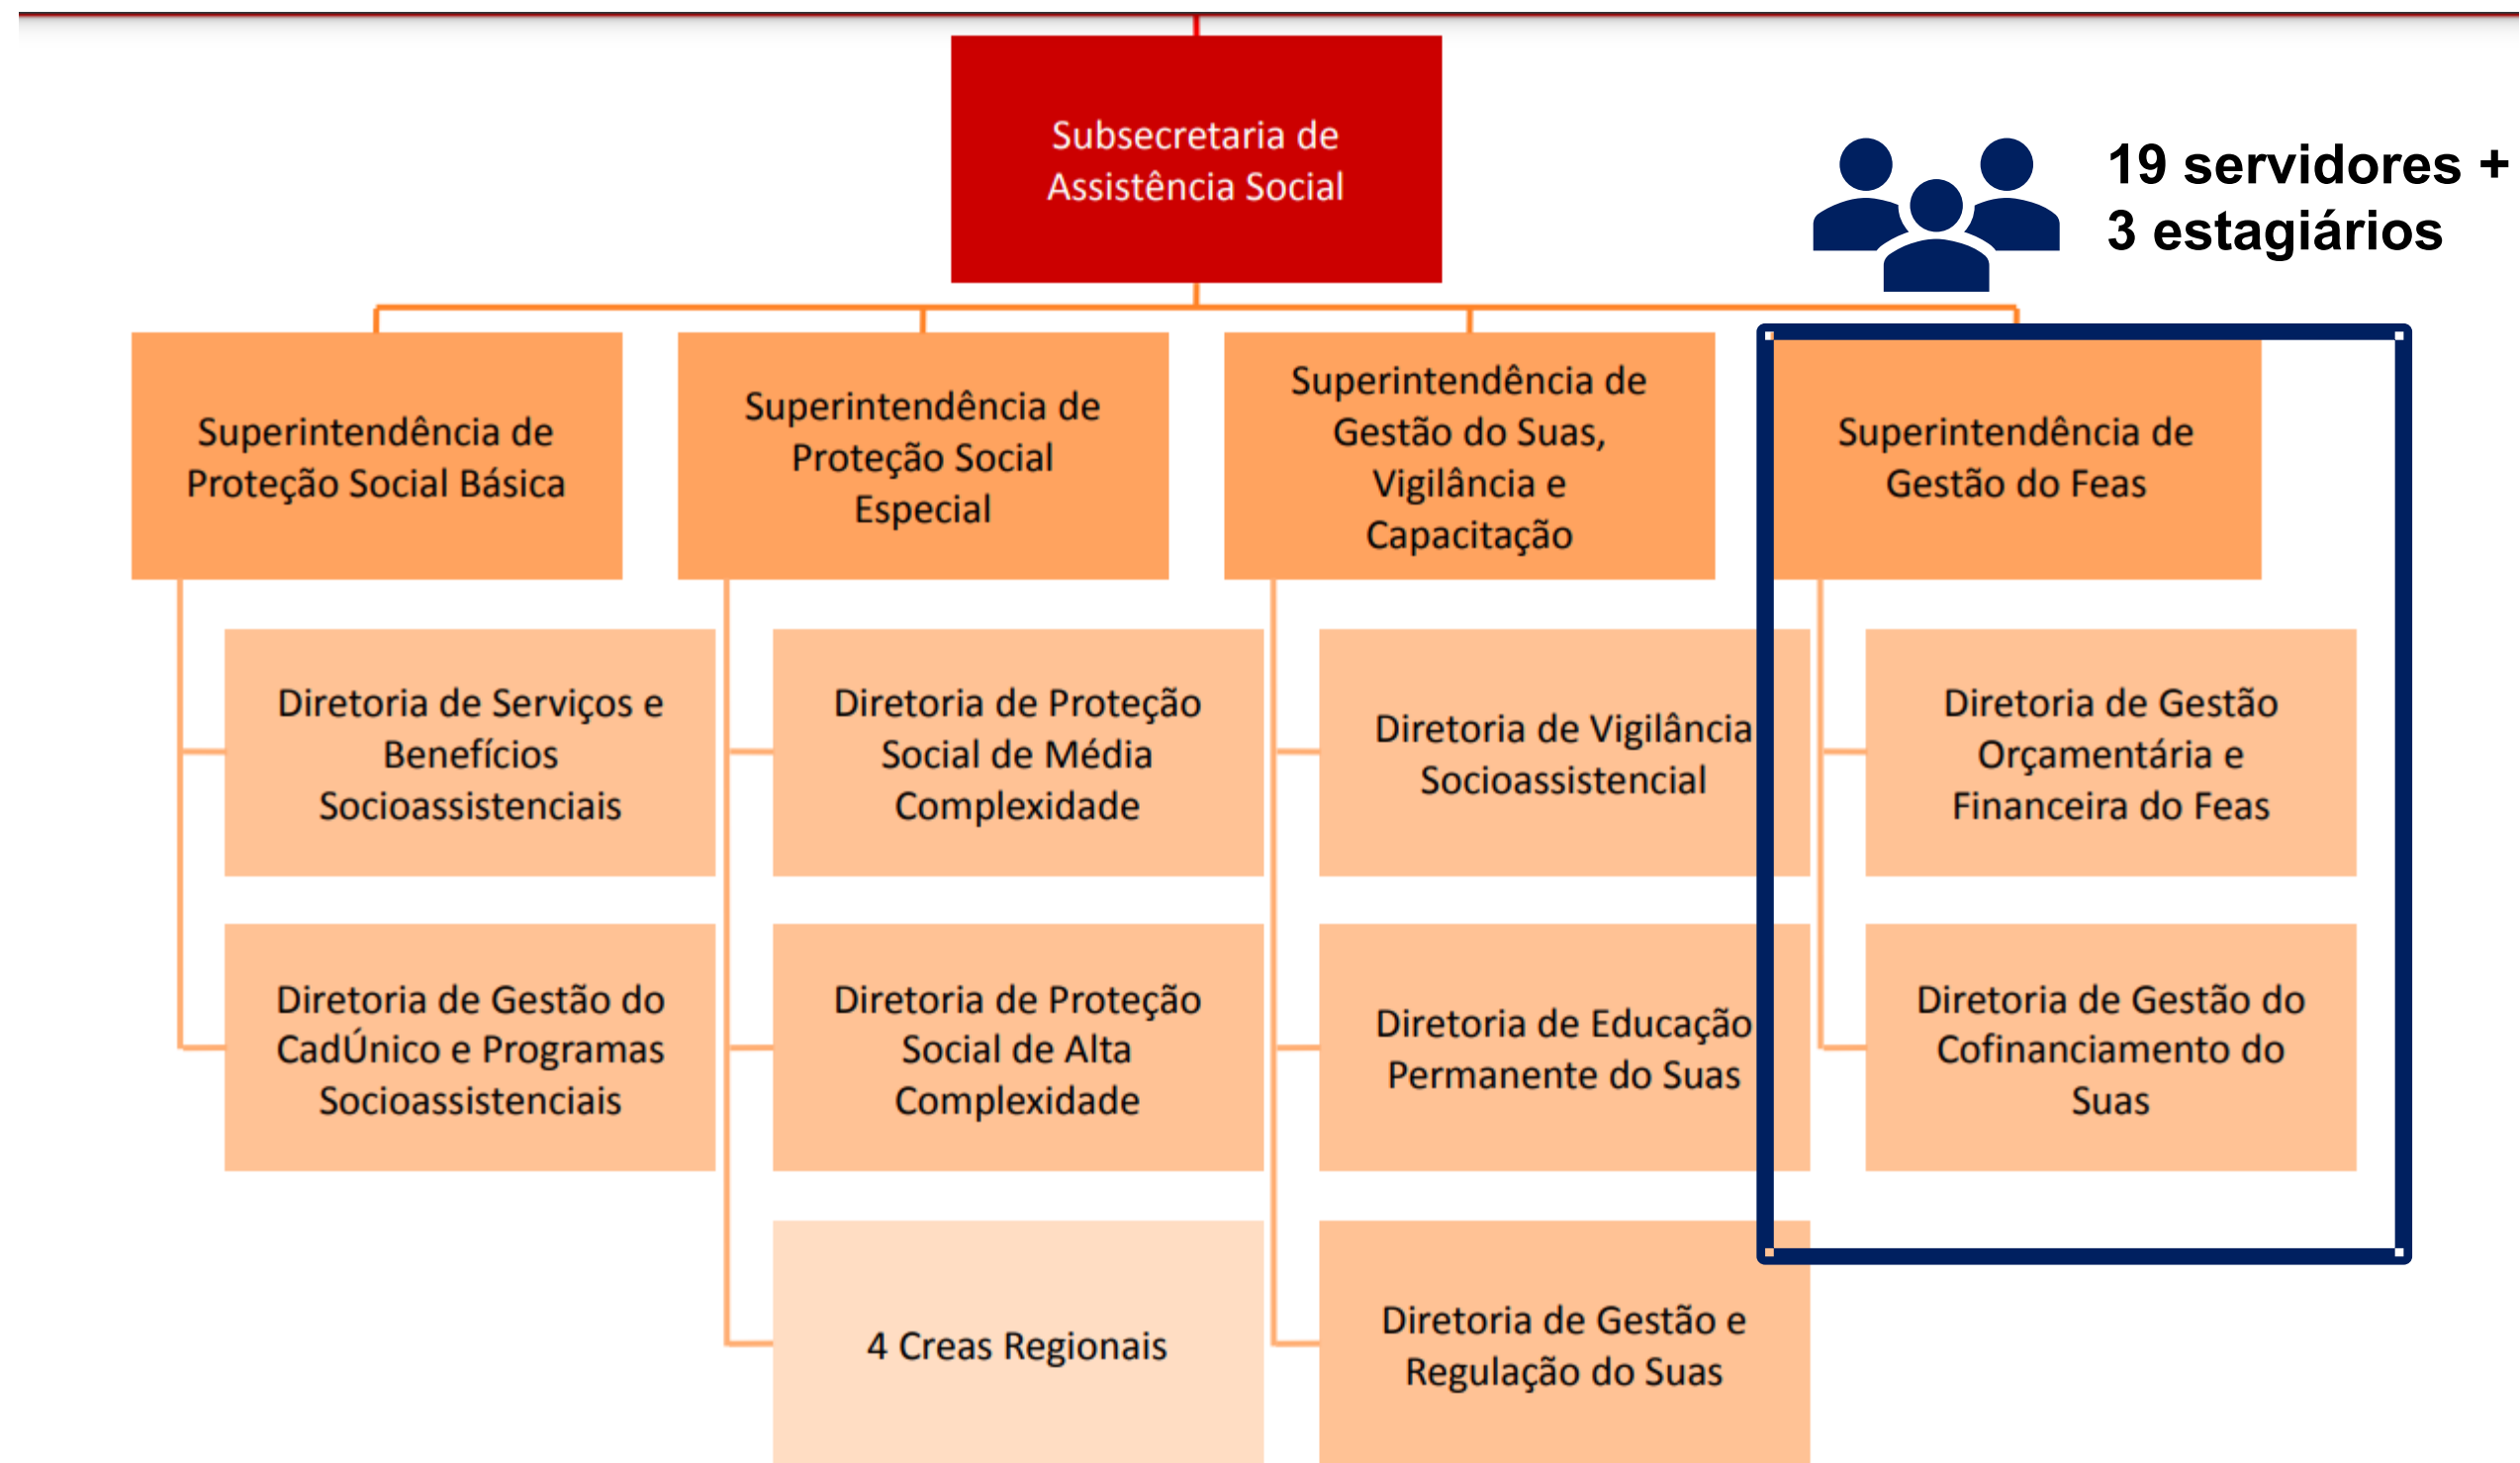 Subsecretaria de
Assistência Social
19 servidores +
3 estagiários
Superintendência de
Proteção Social Básica
Superintendência de
Proteção Social
Especial
Superintendência de
Gestão do Suas,
Vigilância e
Capacitação
Superintendência de
Gestão do Feas
Diretoria de Serviços e
Benefícios
Socioassistenciais
Diretoria de Proteção
Social de Média
Complexidade
Diretoria de Vigilância
Socioassistencial
Diretoria de Gestão
Orçamentária e
Financeira do Feas
Diretoria de Gestão do
CadÚnico e Programas
Socioassistenciais
Diretoria de Proteção
Social de Alta
Complexidade
Diretoria de Educação
Permanente do Suas
Diretoria de Gestão do
Cofinanciamento do
Suas
4 Creas Regionais
Diretoria de Gestão e
Regulação do Suas